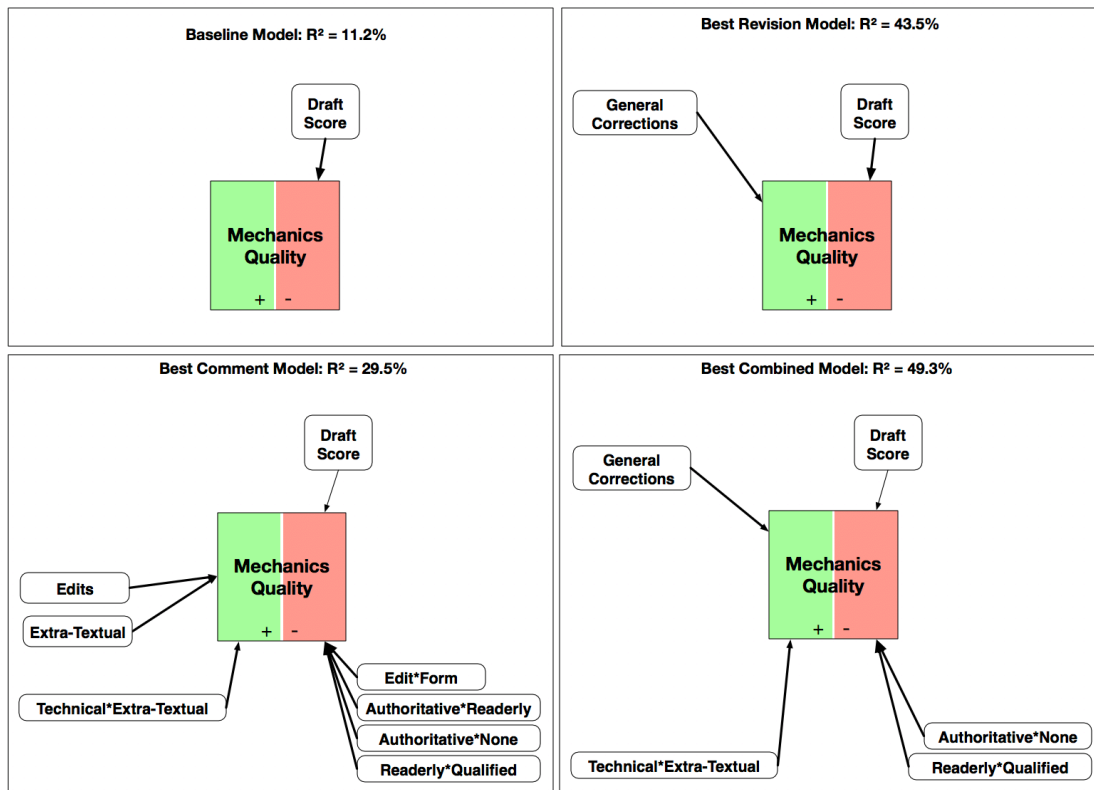 Baseline Model: R² = 11.2%
Draft
Score
Mechanics
Quality
+ -
Best Revision Model: R² = 43.5%
General
Corrections
Draft
Score
Mechanics
Quality
+ -
Best Comment Model: R² = 29.5%
Draft
Score
Mechanics
Quality
+ -
Edits
Extra-Textual
Technical*Extra-Textual
Edit*Form
Authoritative*Readerly
Authoritative*None
Readerly*Qualified
Best Combined Model: R² = 49.3%
General
Corrections
Draft
Score
Mechanics
Quality
+ -
Technical*Extra-Textual
Authoritative*None
Readerly*Qualified